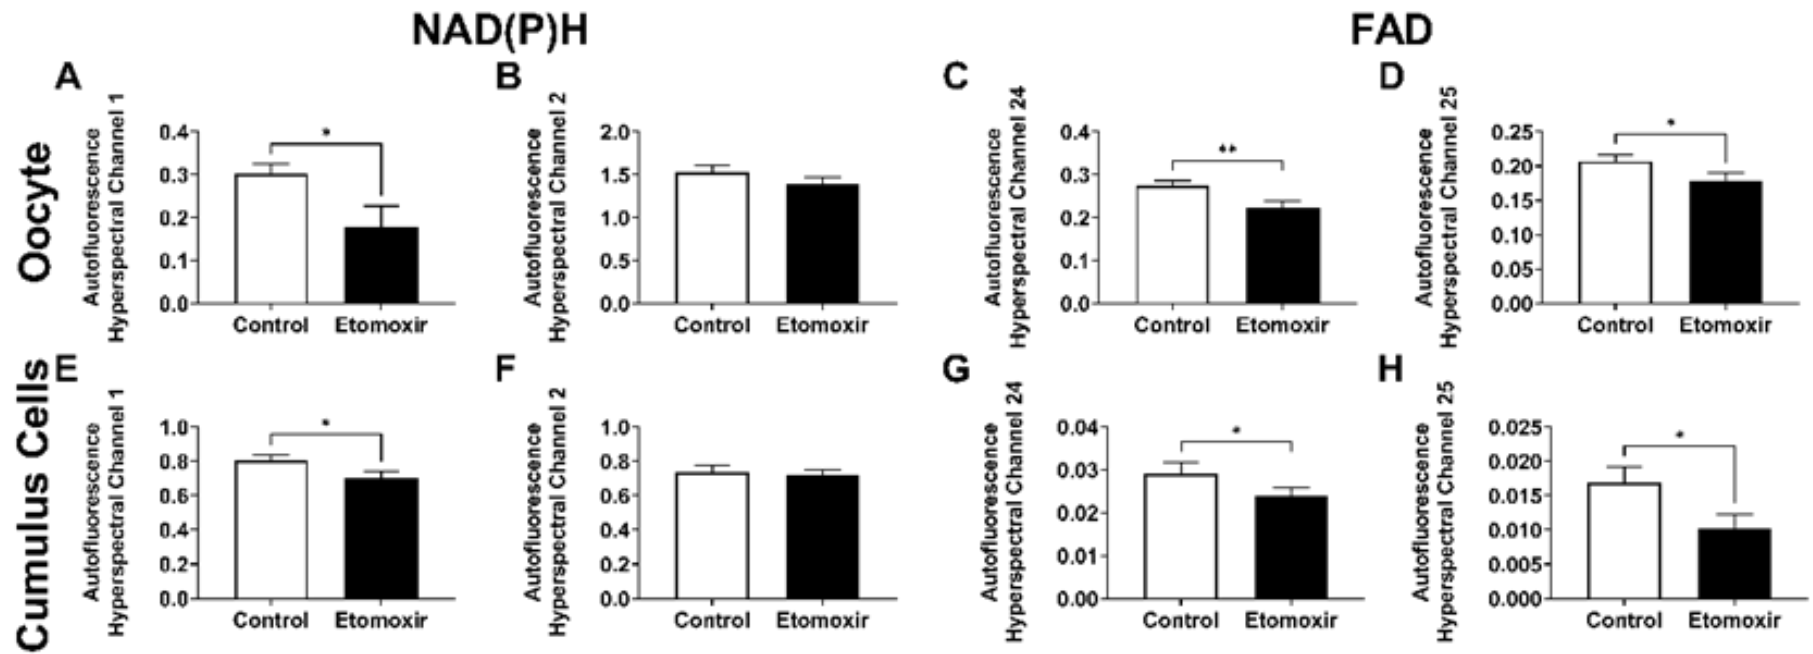 NAD(P)H
FAD
Oocyte
A
Autofluorescence
Hyperspectral Channel 1
0.4
0.3
0.2
0.1
0.0
*
Control
Etomoxir
B
Autofluorescence
Hyperspectral Channel 2
2.0
1.5
1.0
0.5
0.0
Control
Etomoxir
C
Autofluorescence
Hyperspectral Channel 24
0.4
0.3
0.2
0.1
0.0
**
Control
Etomoxir
D
Autofluorescence
Hyperspectral Channel 25
0.25
0.20
0.15
0.10
0.05
0.00
*
Control
Etomoxir
Cumulus Cells
E
Autofluorescence
Hyperspectral Channel 1
1.0
0.8
0.6
0.4
0.2
0.0
*
Control
Etomoxir
F
Autofluorescence
Hyperspectral Channel 2
1.0
0.8
0.6
0.4
0.2
0.0
Control
Etomoxir
G
Autofluorescence
Hyperspectral Channel 24
0.04
0.03
0.02
0.01
0.00
*
Control
Etomoxir
H
Autofluorescence
Hyperspectral Channel 25
0.025
0.020
0.015
0.010
0.005
0.000
*
Control
Etomoxir